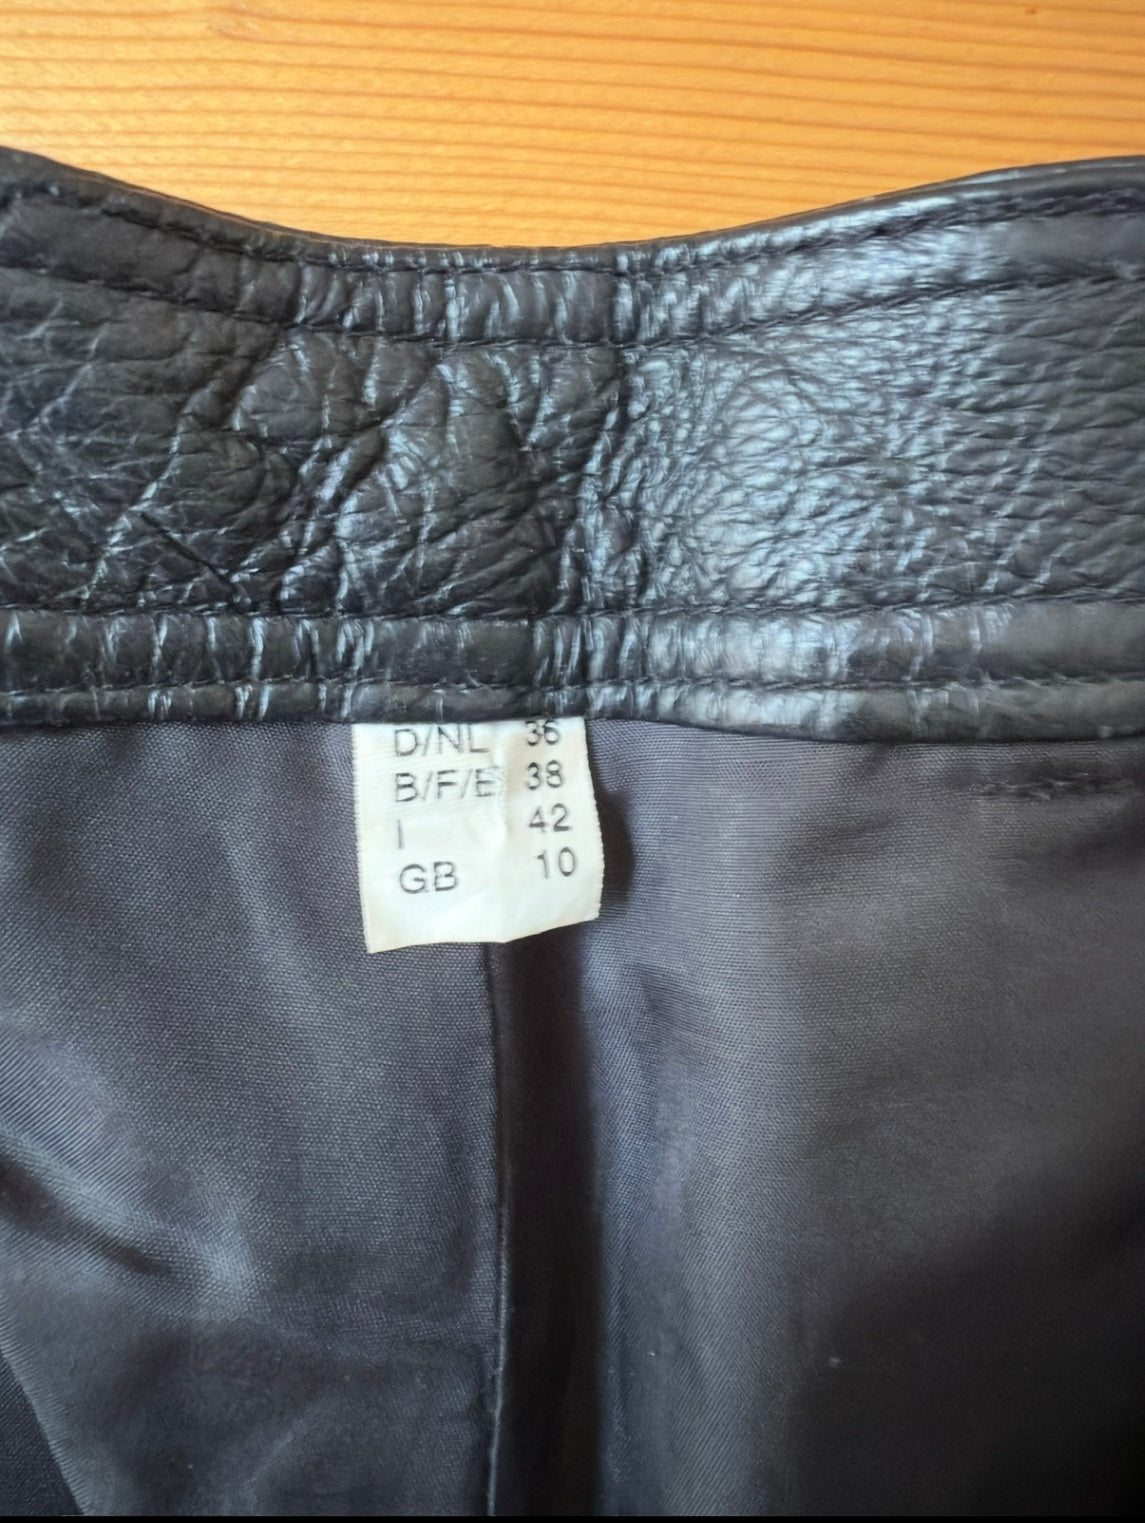 D/NL 36
B/F/E 38
I 42
GB 10